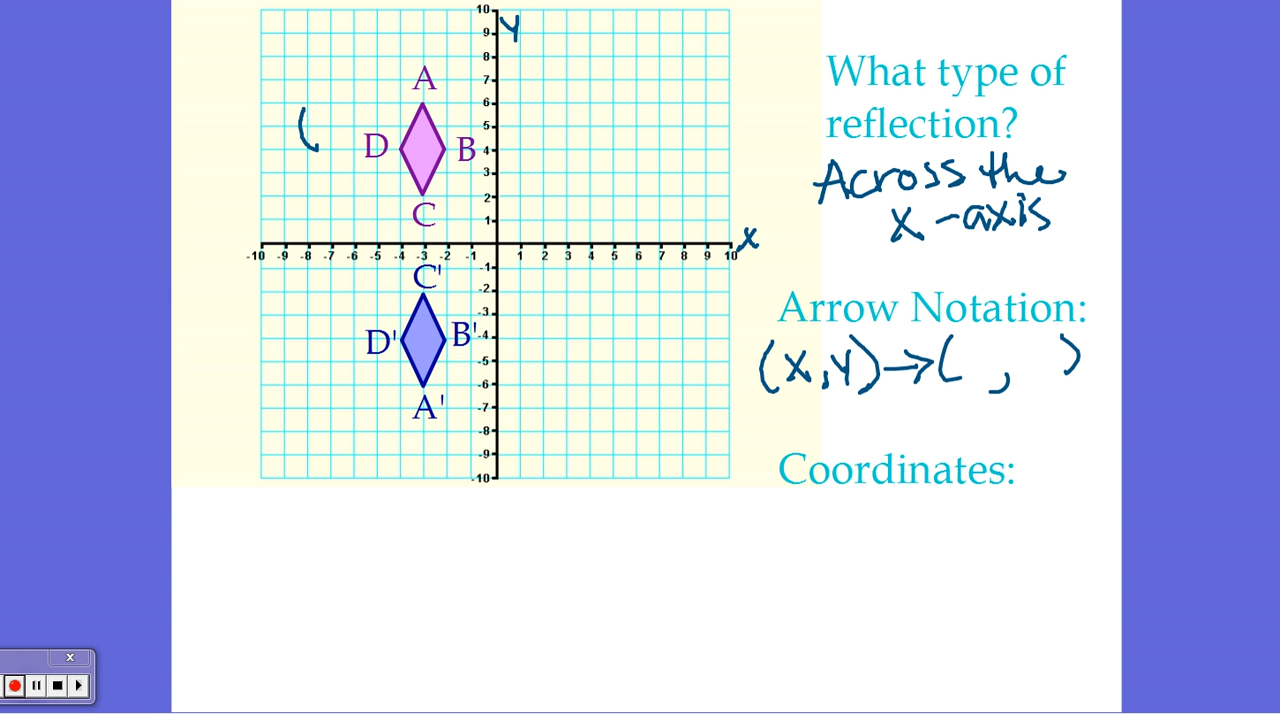 10
Y
9
8
7
A
6
5
D
B
4
3
2
C
1
x
-10 -9 -8 -7 -6 -5 -4 -3 -2 -1 1 2 3 4 5 6 7 8 9 10
-1
C'
-2
-3
D'
B'
-4
-5
-6
A'
-7
-8
-9
-10
What type of
reflection?
Across the
x-axis
Arrow Notation:
(X,Y)→( , )
Coordinates:
x